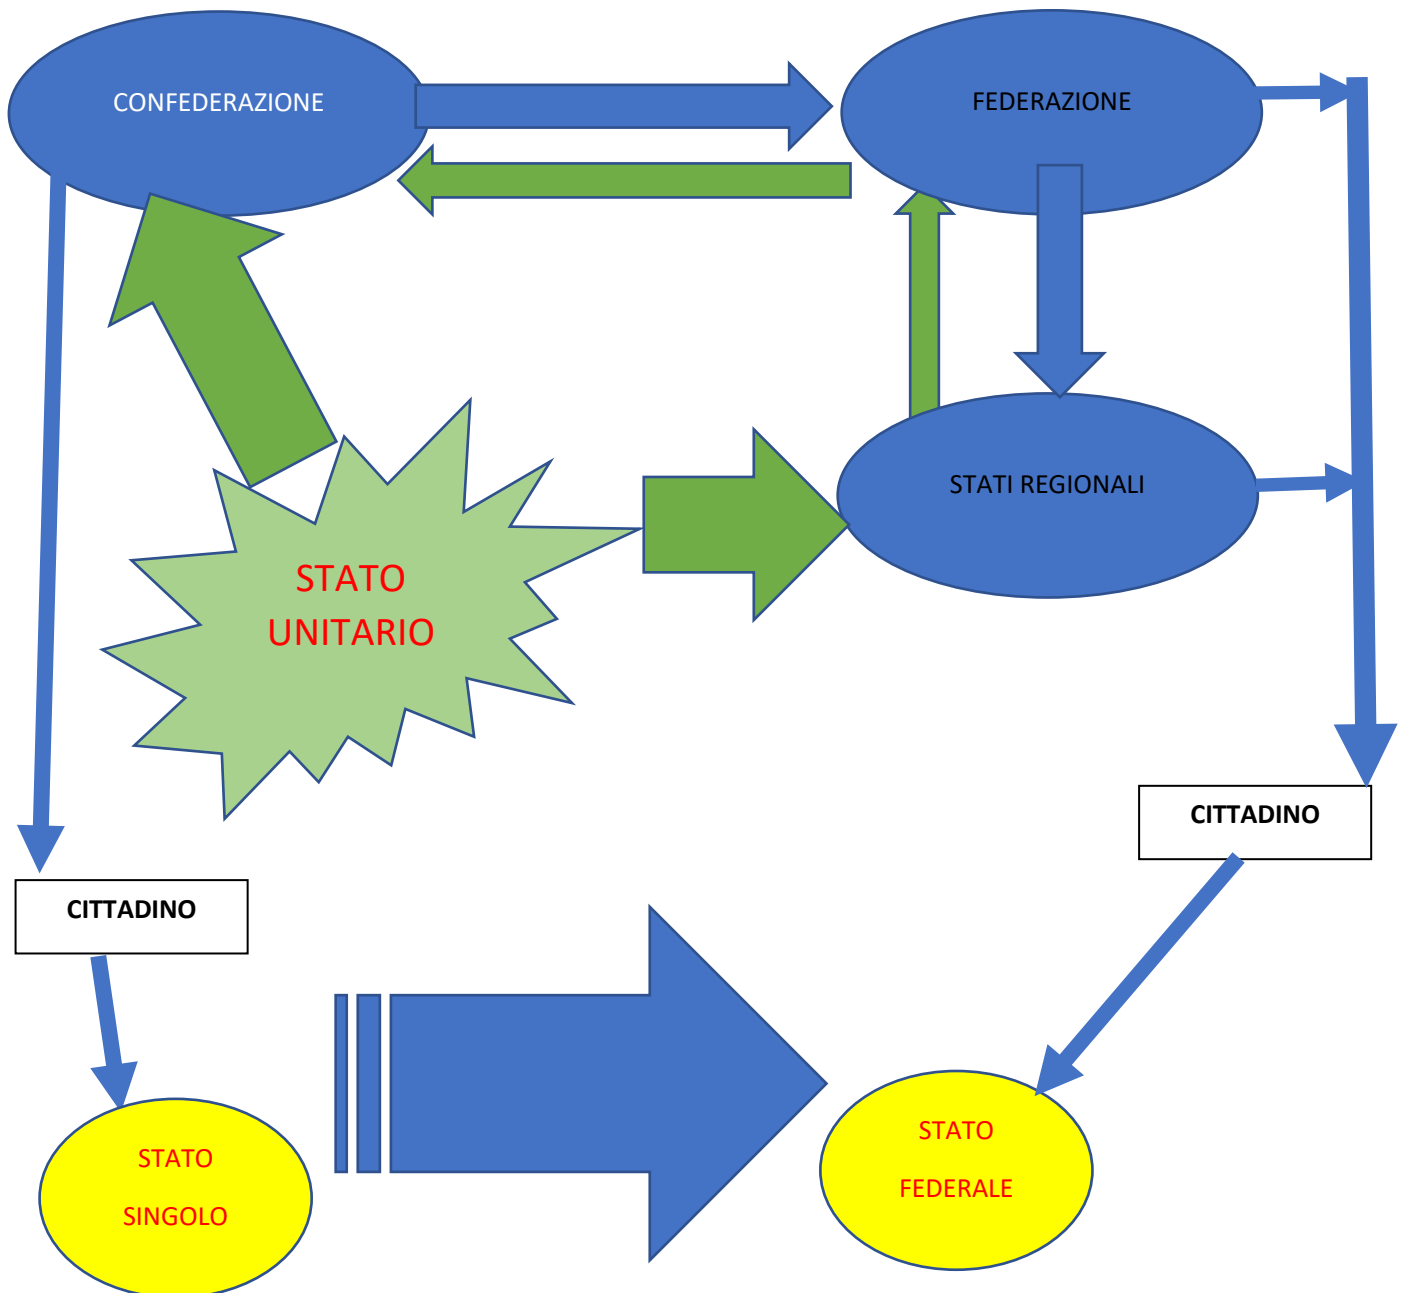 CONFEDERAZIONE
FEDERAZIONE
STATI REGIONALI
STATO
UNITARIO
CITTADINO
CITTADINO
STATO
SINGOLO
STATO
FEDERALE